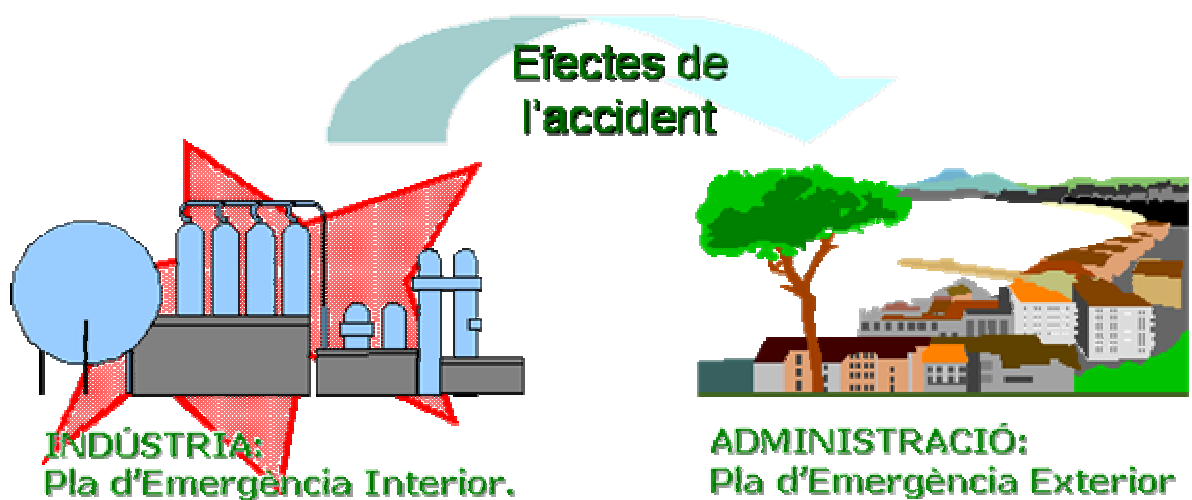 Efectes de
l'accident
INDÚSTRIA:
Pla d'Emergència Interior.
ADMINISTRACIÓ:
Pla d'Emergència Exterior